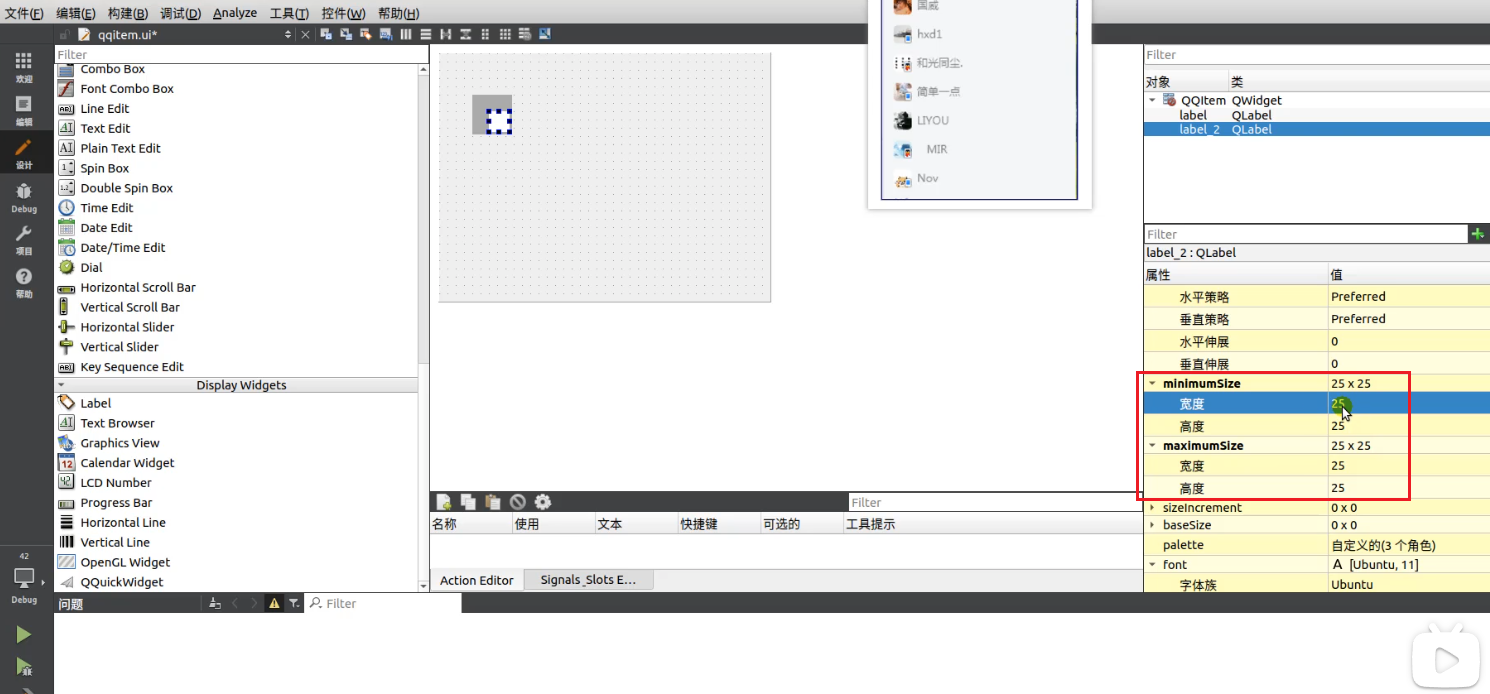 文件(F) 编辑(E) 构建(B) 调试(D) Analyze 工具(T) 控件(W) 帮助(H)
qqitem.ui*
欢迎
编辑
设计
Debug
项目
帮助
42
Debug
Filter
Combo Box
Font Combo Box
Line Edit
Text Edit
Plain Text Edit
Spin Box
Double Spin Box
Time Edit
Date Edit
Date/Time Edit
Dial
Horizontal Scroll Bar
Vertical Scroll Bar
Horizontal Slider
Vertical Slider
Key Sequence Edit
Display Widgets
Label
Text Browser
Graphics View
Calendar Widget
LCD Number
Progress Bar
Horizontal Line
Vertical Line
OpenGL Widget
QQuickWidget
国威
hxd1
和光同尘.
简单一点
LIYOU
MIR
Nov
Filter
名称 使用 文本 快捷键 可选的 工具提示
Action Editor Signals_Slots E...
问题 Filter
Filter
对象 类
QQItem QWidget
label QLabel
label_2 QLabel
Filter
label_2 : QLabel
属性 值
水平策略 Preferred
垂直策略 Preferred
水平伸展 0
垂直伸展 0
minimumSize 25 x 25
宽度 25
高度 25
maximumSize 25 x 25
宽度 25
高度 25
sizeIncrement 0 x 0
baseSize 0 x 0
palette 自定义的(3 个角色)
font A [Ubuntu, 11]
字体族 Ubuntu